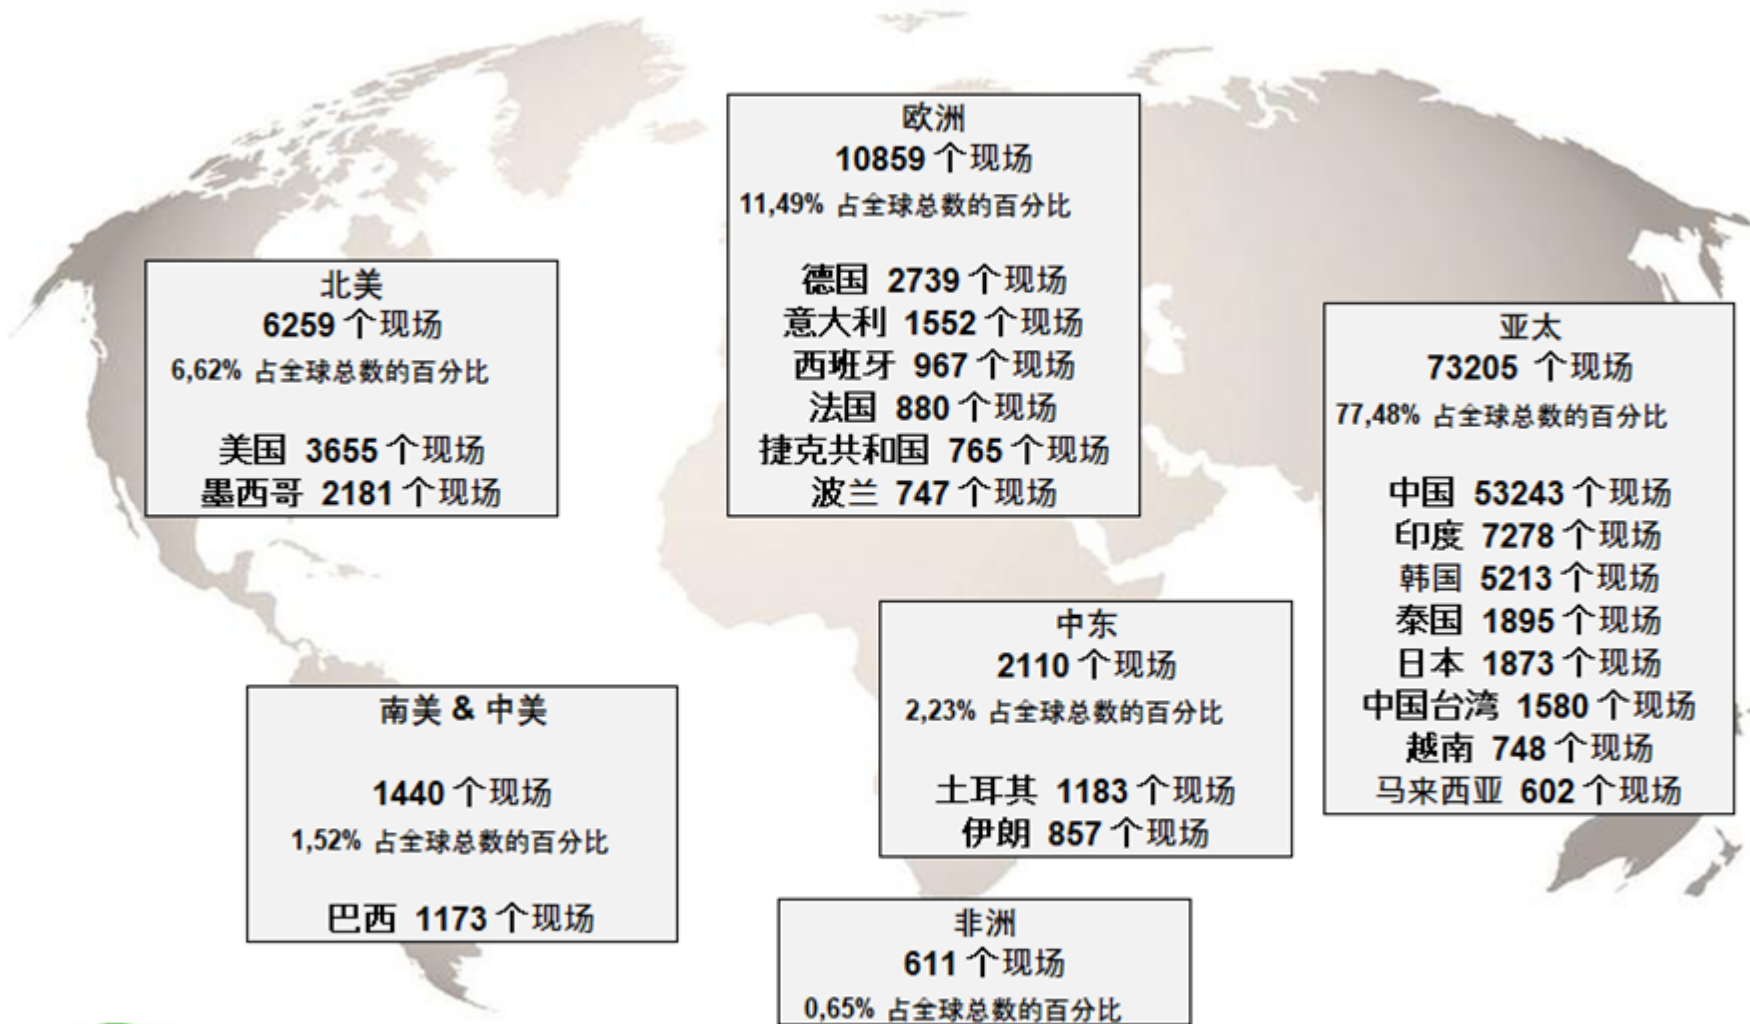 欧洲
10859 个现场
11,49% 占全球总数的百分比
德国 2739 个现场
意大利 1552 个现场
西班牙 967 个现场
法国 880 个现场
捷克共和国 765 个现场
波兰 747 个现场
北美
6259 个现场
6,62% 占全球总数的百分比
美国 3655 个现场
墨西哥 2181 个现场
亚太
73205 个现场
77,48% 占全球总数的百分比
中国 53243 个现场
印度 7278 个现场
韩国 5213 个现场
泰国 1895 个现场
日本 1873 个现场
中国台湾 1580 个现场
越南 748 个现场
马来西亚 602 个现场
中东
2110 个现场
2,23% 占全球总数的百分比
土耳其 1183 个现场
伊朗 857 个现场
南美 & 中美
1440 个现场
1,52% 占全球总数的百分比
巴西 1173 个现场
非洲
611 个现场
0,65% 占全球总数的百分比